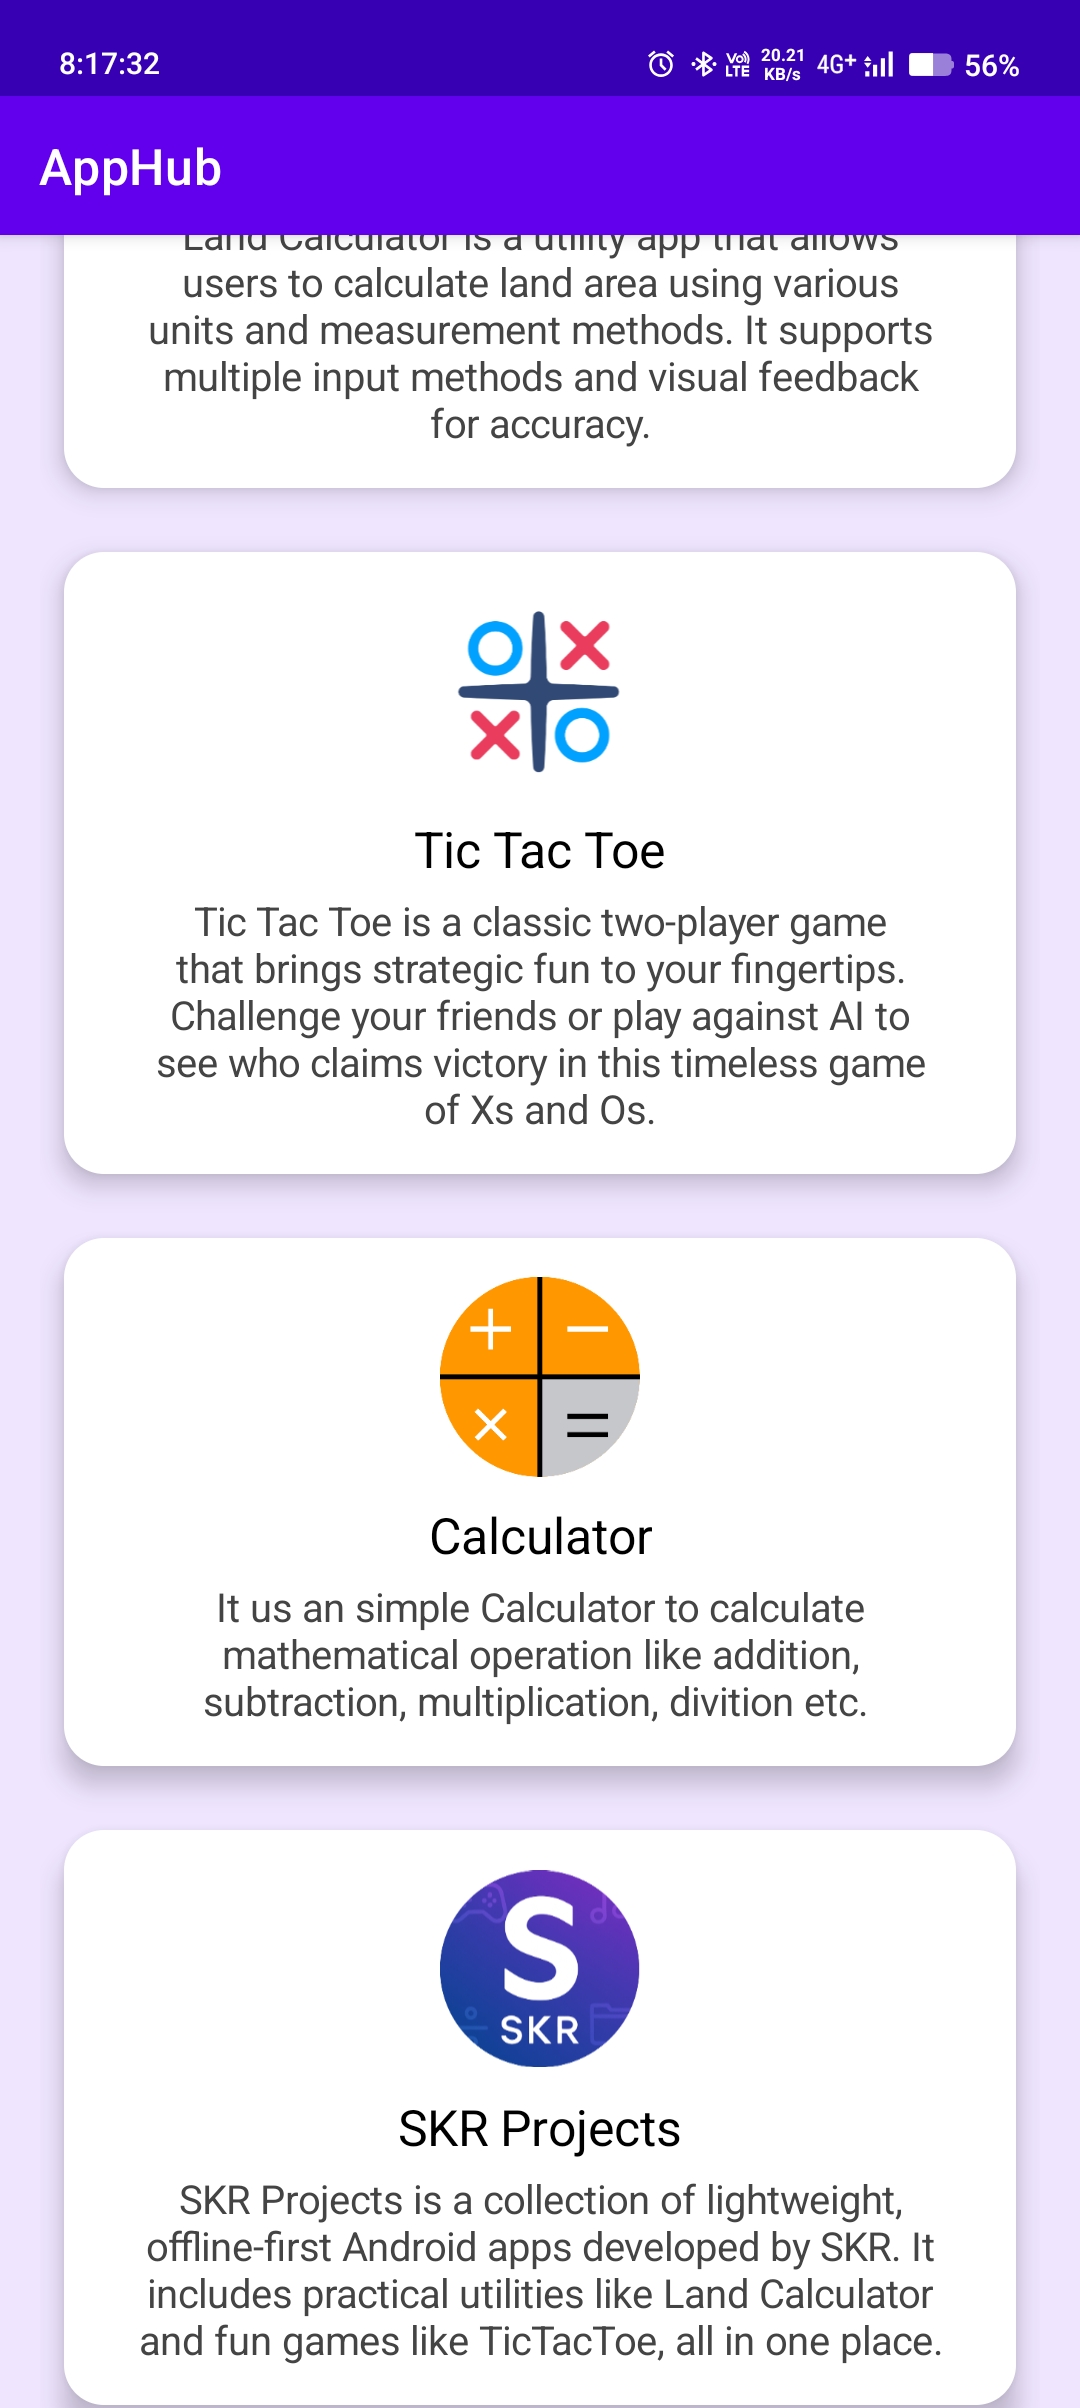 8:17:32
Vo)) LTE
20.21 KB/s
4G+
56%
AppHub
Land Calculator is a utility app that allows
users to calculate land area using various
units and measurement methods. It supports
multiple input methods and visual feedback
for accuracy.
Tic Tac Toe
Tic Tac Toe is a classic two-player game
that brings strategic fun to your fingertips.
Challenge your friends or play against AI to
see who claims victory in this timeless game
of Xs and Os.
Calculator
It us an simple Calculator to calculate
mathematical operation like addition,
subtraction, multiplication, divition etc.
S
SKR
SKR Projects
SKR Projects is a collection of lightweight,
offline-first Android apps developed by SKR. It
includes practical utilities like Land Calculator
and fun games like TicTacToe, all in one place.